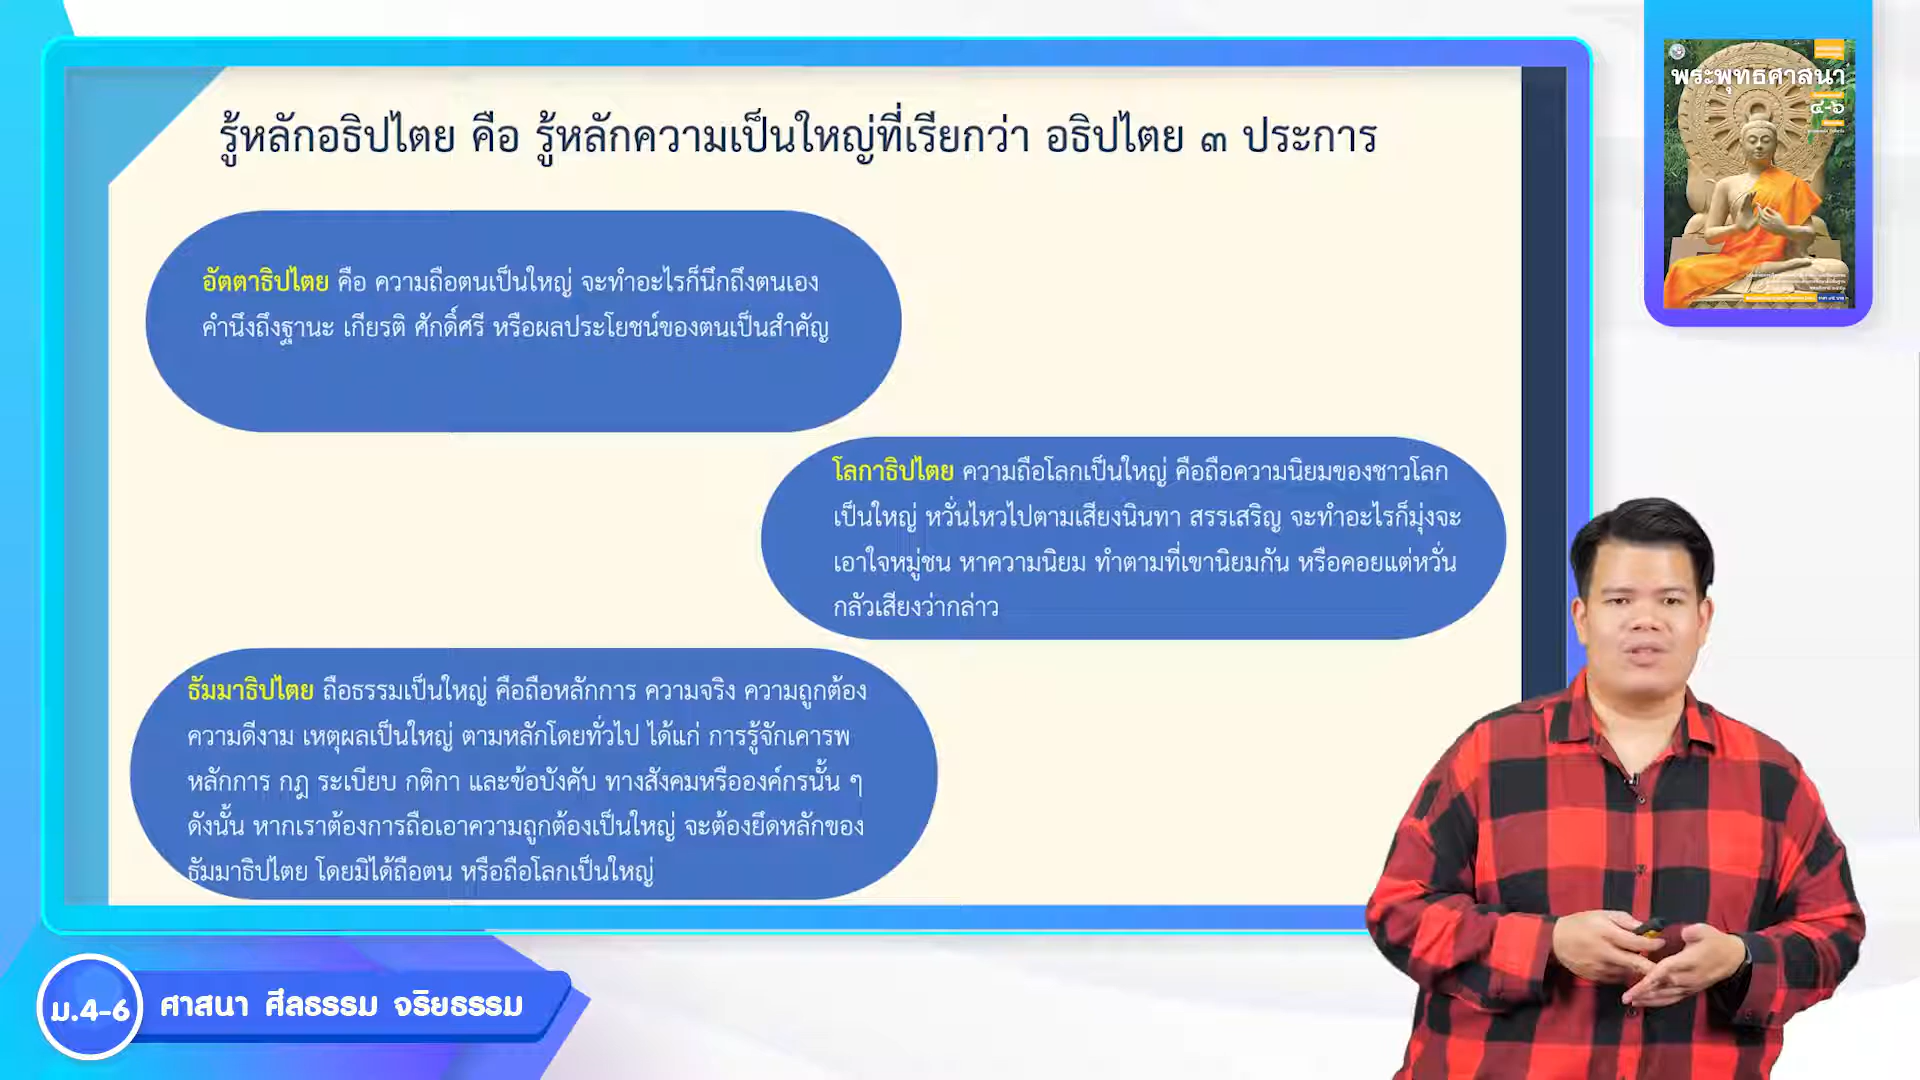 รู้หลักอธิปไตย คือ รู้หลักความเป็นใหญ่ที่เรียกว่า อธิปไตย ๓ ประการ
อัตตาธิปไตย คือ ความถือตนเป็นใหญ่ จะทำอะไรก็นึกถึงตนเอง
คำนึงถึงฐานะ เกียรติ ศักดิ์ศรี หรือผลประโยชน์ของตนเป็นสำคัญ
โลกาธิปไตย ความถือโลกเป็นใหญ่ คือถือความนิยมของชาวโลก
เป็นใหญ่ หวั่นไหวไปตามเสียงนินทา สรรเสริญ จะทำอะไรก็มุ่งจะ
เอาใจหมู่ชน หาความนิยม ทำตามที่เขานิยมกัน หรือคอยแต่หวั่น
กลัวเสียงว่ากล่าว
ธัมมาธิปไตย ถือธรรมเป็นใหญ่ คือถือหลักการ ความจริง ความถูกต้อง
ความดีงาม เหตุผลเป็นใหญ่ ตามหลักโดยทั่วไป ได้แก่ การรู้จักเคารพ
หลักการ กฎ ระเบียบ กติกา และข้อบังคับ ทางสังคมหรือองค์กรนั้น ๆ
ดังนั้น หากเราต้องการถือเอาความถูกต้องเป็นใหญ่ จะต้องยึดหลักของ
ธัมมาธิปไตย โดยมิได้ถือตน หรือถือโลกเป็นใหญ่
พระพุทธศาสนา
๔-๖
ม.4-6 ศาสนา ศีลธรรม จริยธรรม